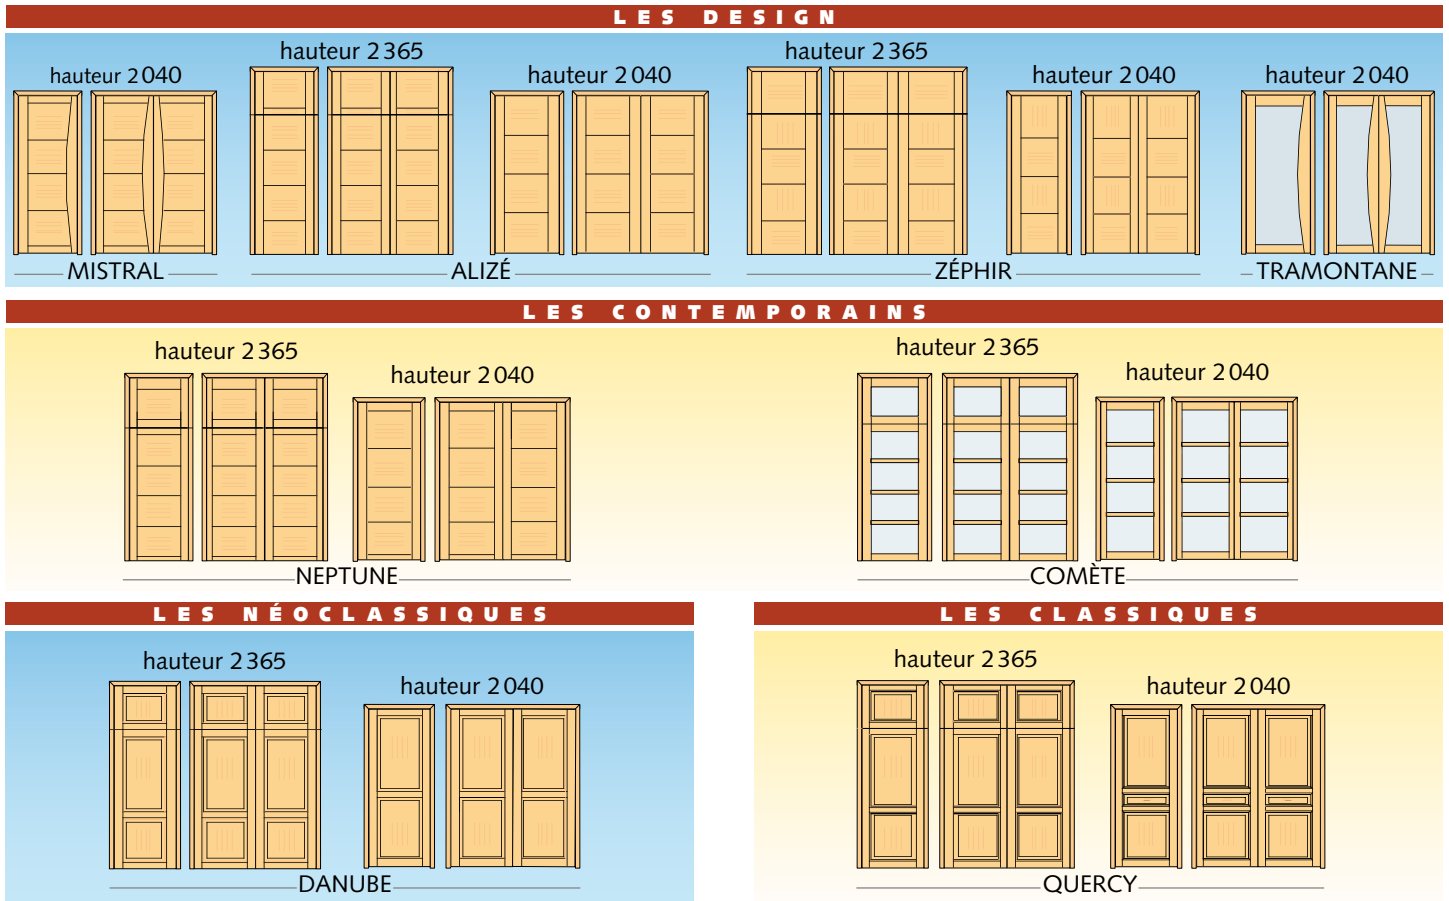 LES DESIGN
hauteur 2365
hauteur 2365
hauteur 2040
hauteur 2040
hauteur 2040
hauteur 2040
MISTRAL
ALIZÉ
ZÉPHIR
TRAMONTANE
LES CONTEMPORAINS
hauteur 2365
hauteur 2365
hauteur 2040
hauteur 2040
NEPTUNE
COMÈTE
LES NÉOCLASSIQUES
hauteur 2365
hauteur 2040
DANUBE
LES CLASSIQUES
hauteur 2365
hauteur 2040
QUERCY